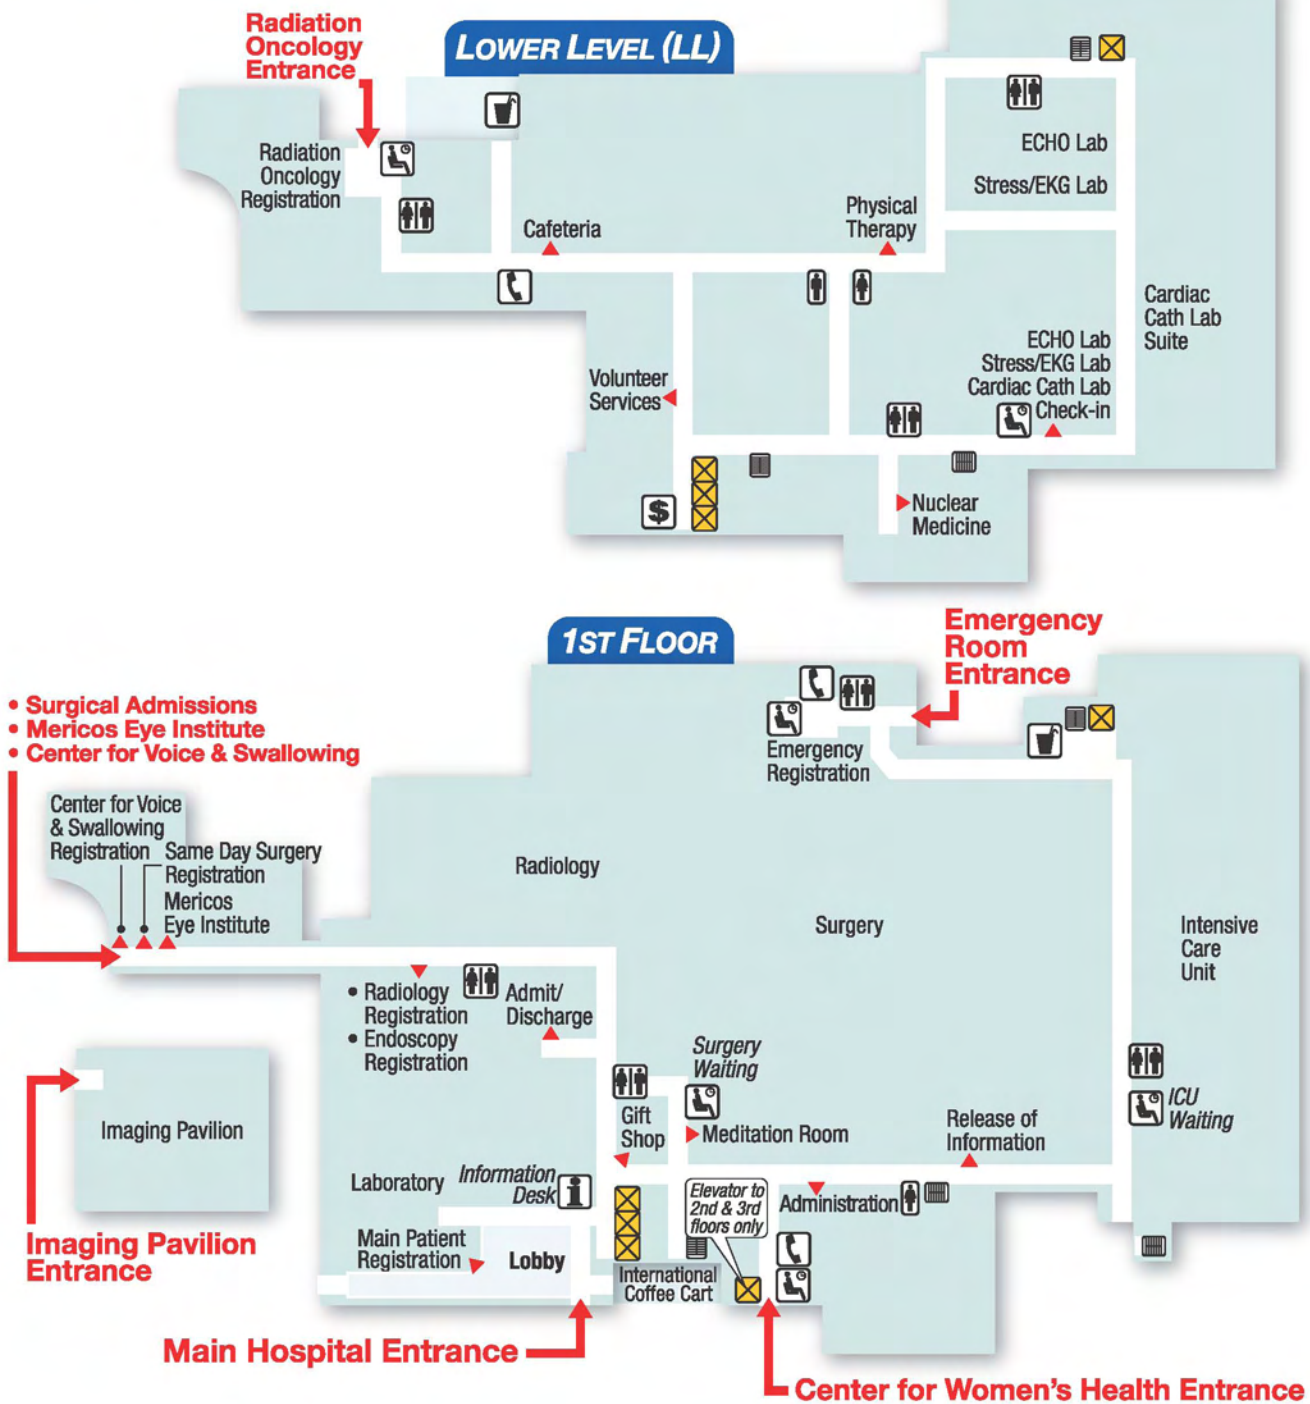 Radiation
Oncology
Entrance
LOWER LEVEL (LL)
Radiation
Oncology
Registration
Cafeteria
Physical
Therapy
ECHO Lab
Stress/EKG Lab
Cardiac
Cath Lab
Suite
ECHO Lab
Stress/EKG Lab
Cardiac Cath Lab
Check-in
Volunteer
Services
$
Nuclear
Medicine
1ST FLOOR
Emergency
Room
Entrance
• Surgical Admissions
• Mericos Eye Institute
• Center for Voice & Swallowing
Emergency
Registration
Center for Voice
& Swallowing
Registration
Same Day Surgery
Registration
Mericos
Eye Institute
Radiology
Surgery
Intensive
Care
Unit
• Radiology
Registration
• Endoscopy
Registration
Admit/
Discharge
Surgery
Waiting
Gift
Shop
Meditation Room
Release of
Information
ICU
Waiting
Imaging Pavilion
Imaging Pavilion
Entrance
Laboratory
Information
Desk
i
Elevator to
2nd & 3rd
floors only
Administration
Main Patient
Registration
Lobby
International
Coffee Cart
Main Hospital Entrance
Center for Women's Health Entrance